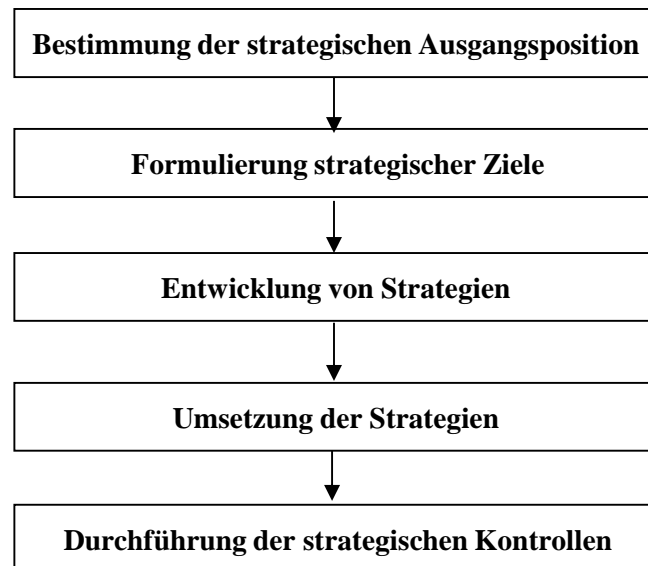 Bestimmung der strategischen Ausgangsposition
Formulierung strategischer Ziele
Entwicklung von Strategien
Umsetzung der Strategien
Durchführung der strategischen Kontrollen